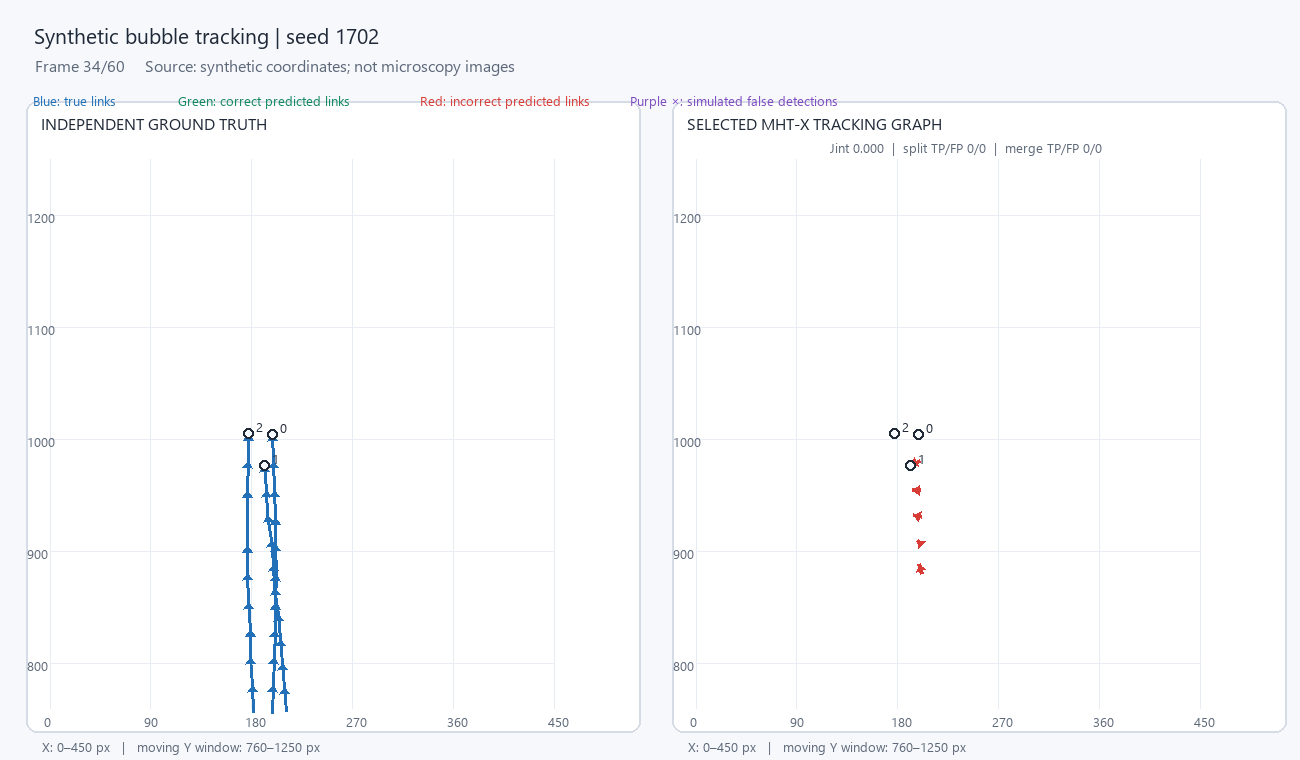 Synthetic bubble tracking | seed 1702
Frame 34/60 Source: synthetic coordinates; not microscopy images
Blue: true links Green: correct predicted links Red: incorrect predicted links Purple ×: simulated false detections
INDEPENDENT GROUND TRUTH
1200
1100
1000
900
800
2
0
1
0 90 180 270 360 450
X: 0–450 px | moving Y window: 760–1250 px
SELECTED MHT-X TRACKING GRAPH
Jint 0.000 | split TP/FP 0/0 | merge TP/FP 0/0
1200
1100
1000
900
800
2
0
1
0 90 180 270 360 450
X: 0–450 px | moving Y window: 760–1250 px